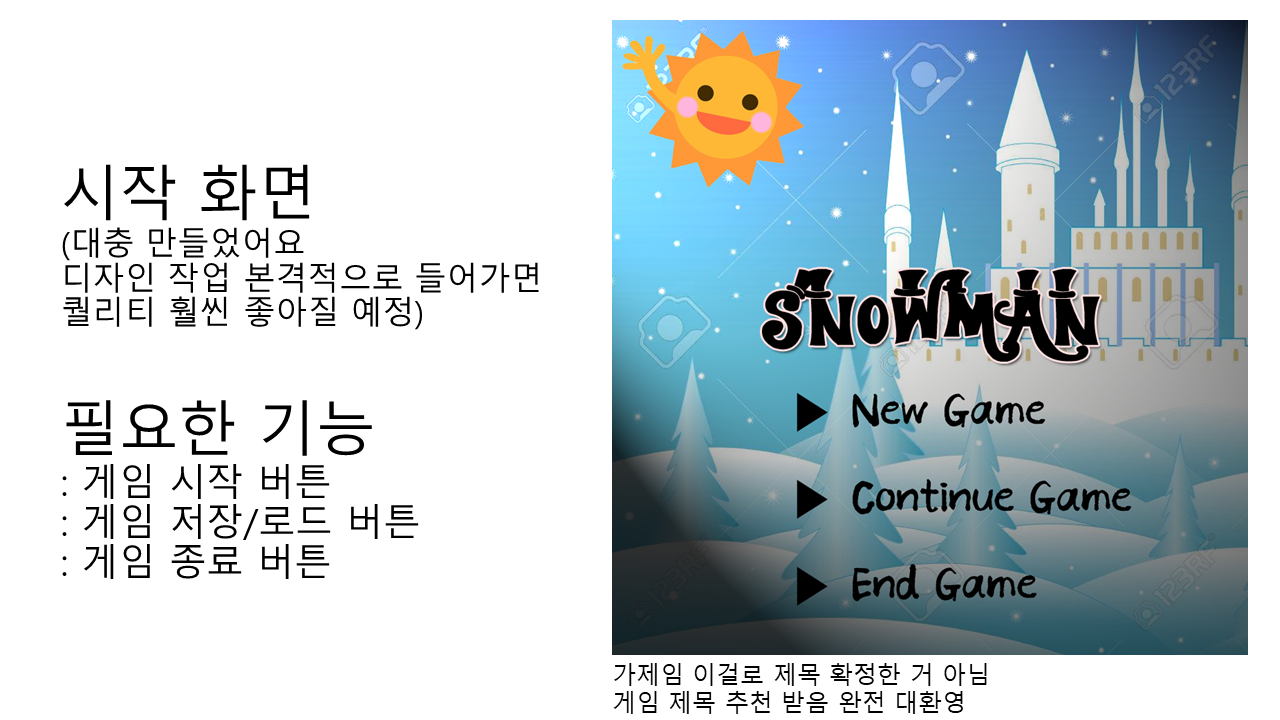 시작 화면
(대충 만들었어요
디자인 작업 본격적으로 들어가면
퀄리티 훨씬 좋아질 예정)
필요한 기능
: 게임 시작 버튼
: 게임 저장/로드 버튼
: 게임 종료 버튼
123RF
SNOWMAN
New Game
Continue Game
End Game
123RF
가제임 이걸로 제목 확정한 거 아님
게임 제목 추천 받음 완전 대환영